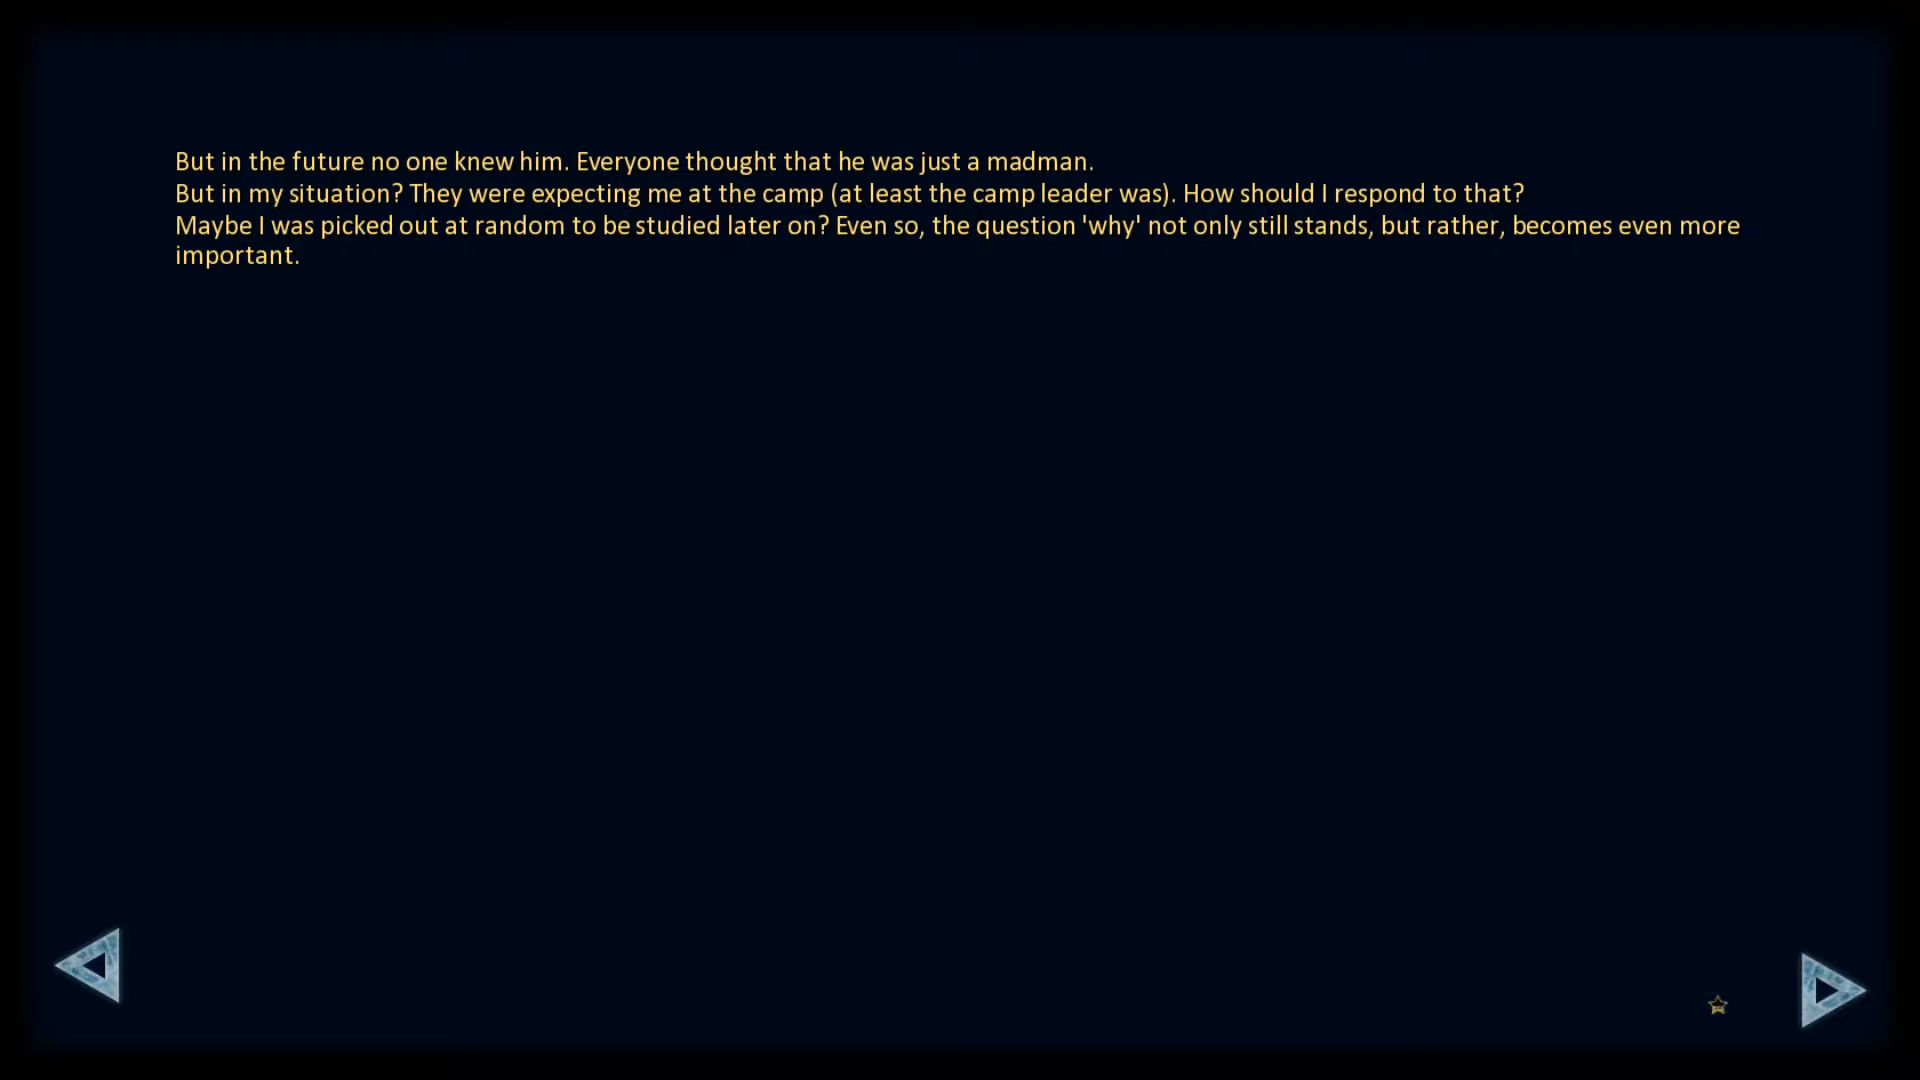 But in the future no one knew him. Everyone thought that he was just a madman.
But in my situation? They were expecting me at the camp (at least the camp leader was). How should I respond to that?
Maybe I was picked out at random to be studied later on? Even so, the question 'why' not only still stands, but rather, becomes even more
important.